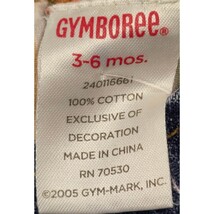 GYMBOREE®
3-6 mos.
240116661
100% COTTON
EXCLUSIVE OF
DECORATION
MADE IN CHINA
RN 70530
©2005 GYM-MARK, INC.